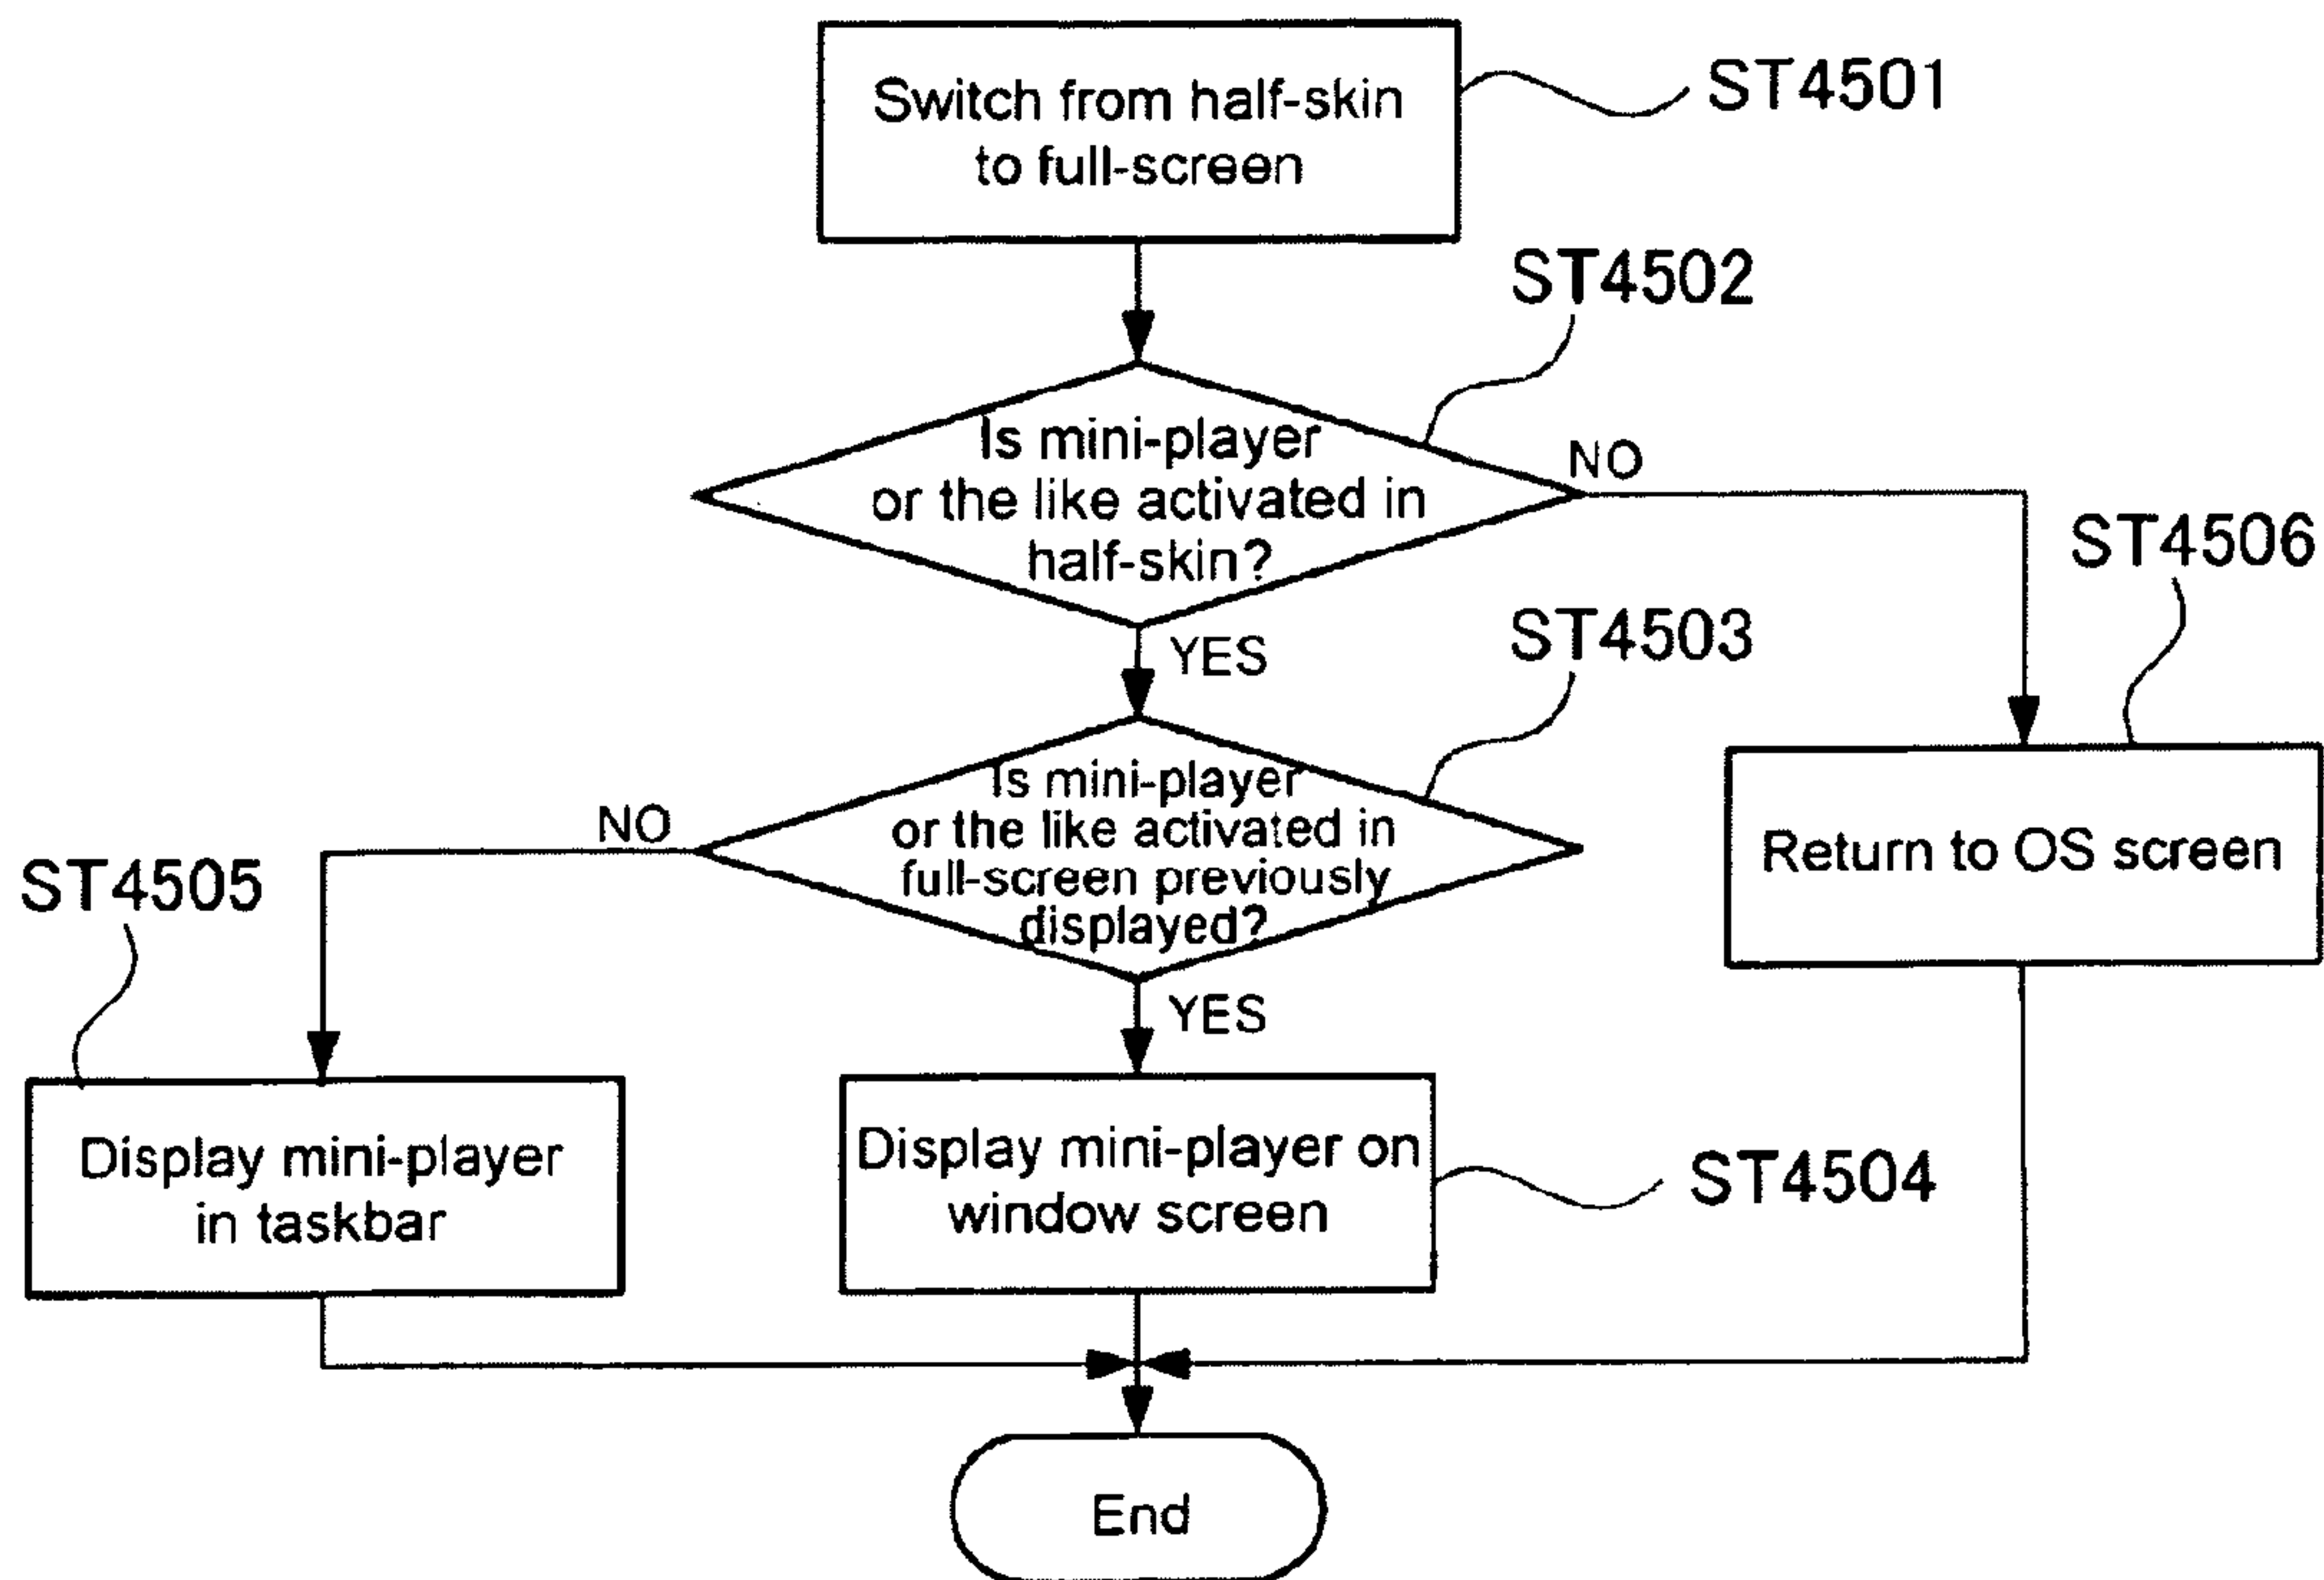 Switch from half-skin
to full-screen
ST4501
ST4502
Is mini-player
or the like activated in
half-skin?
NO
ST4506
YES
ST4503
Is mini-player
or the like activated in
full-screen previously
displayed?
NO
ST4505
Return to OS screen
YES
Display mini-player
in taskbar
Display mini-player on
window screen
ST4504
End